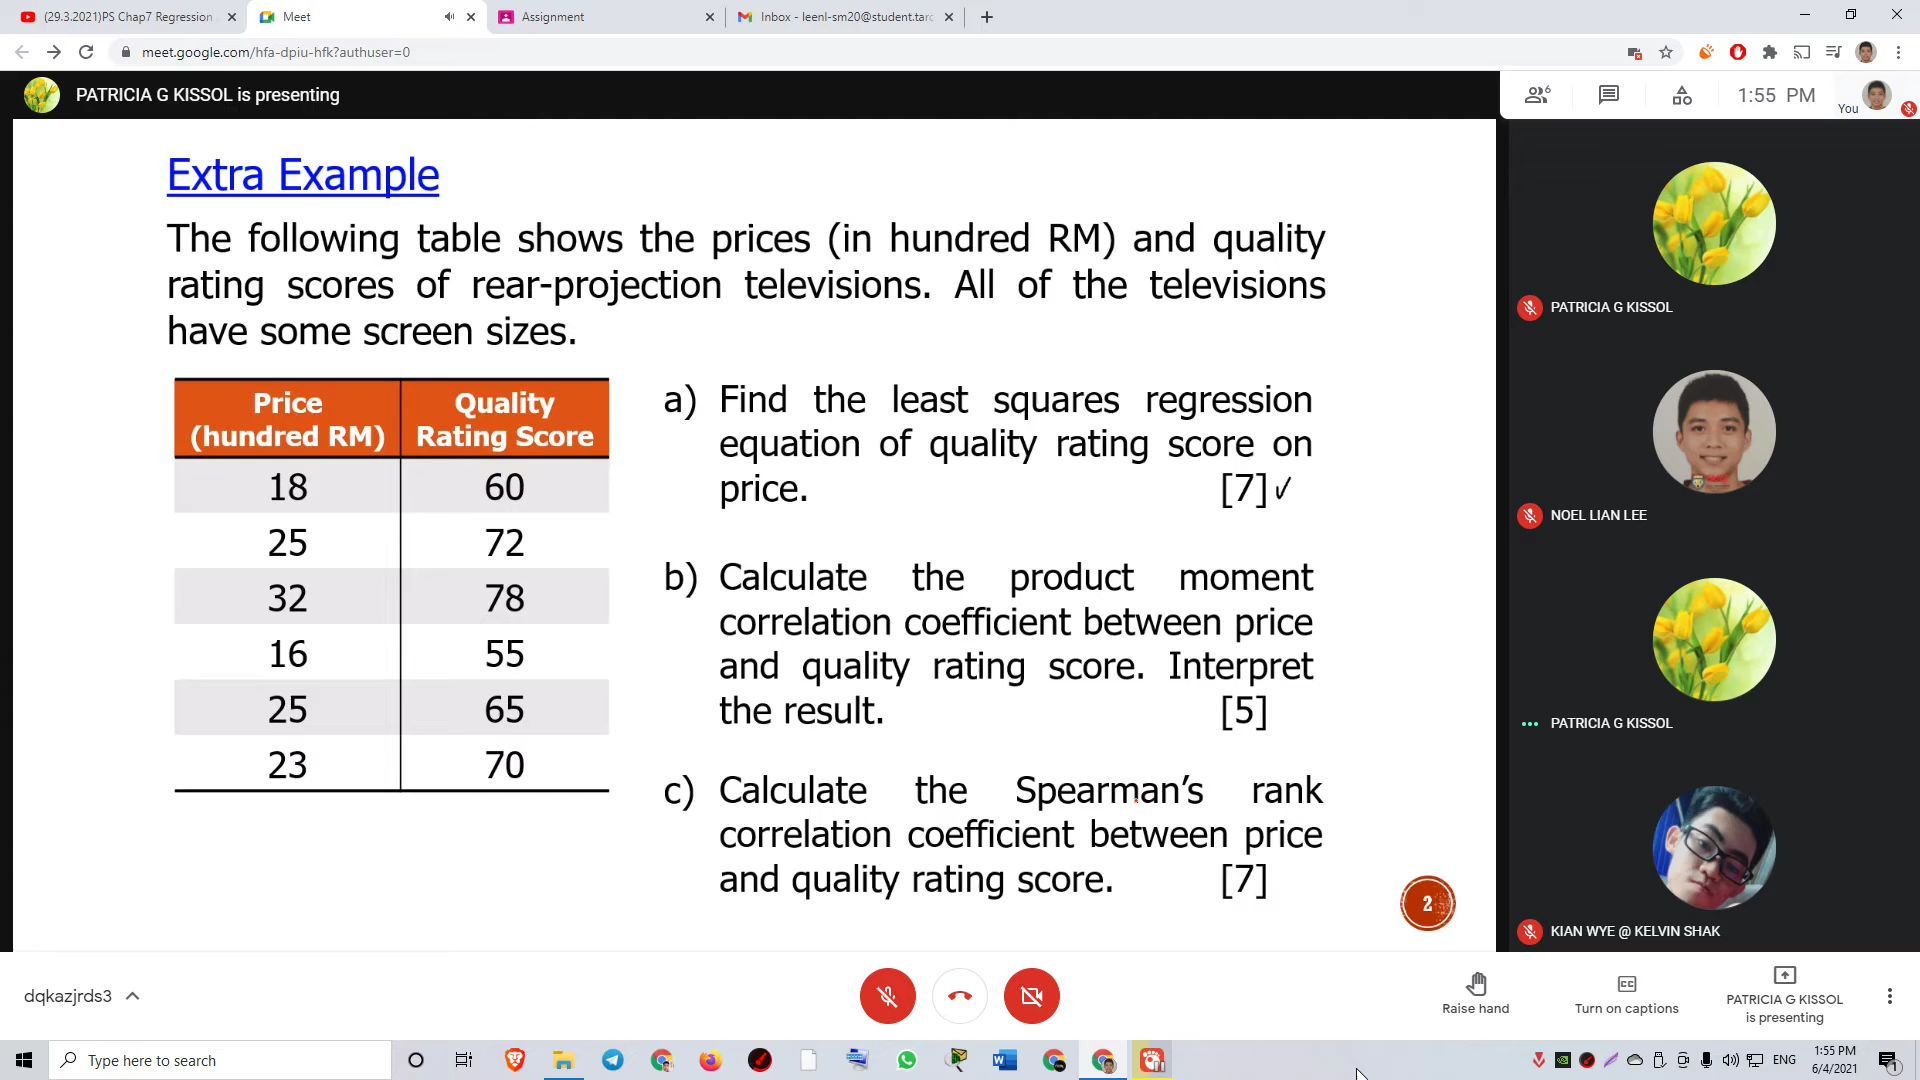 (29.3.2021)PS Chap7 Regression
Meet
Assignment
Inbox - leenl-sm20@student.tarc
meet.google.com/hfa-dpiu-hfk?authuser=0
PATRICIA G KISSOL is presenting
6
1:55 PM
You
Extra Example
The following table shows the prices (in hundred RM) and quality
rating scores of rear-projection televisions. All of the televisions
have some screen sizes.
Price (hundred RM) Quality Rating Score
18 60
25 72
32 78
16 55
25 65
23 70
a) Find the least squares regression
equation of quality rating score on
price. [7] ✓
b) Calculate the product moment
correlation coefficient between price
and quality rating score. Interpret
the result. [5]
c) Calculate the Spearman's rank
correlation coefficient between price
and quality rating score. [7]
2
PATRICIA G KISSOL
NOEL LIAN LEE
PATRICIA G KISSOL
KIAN WYE @ KELVIN SHAK
dqkazjrds3
Raise hand
CC
Turn on captions
PATRICIA G KISSOL
is presenting
Type here to search
ENG
1:55 PM
6/4/2021
1